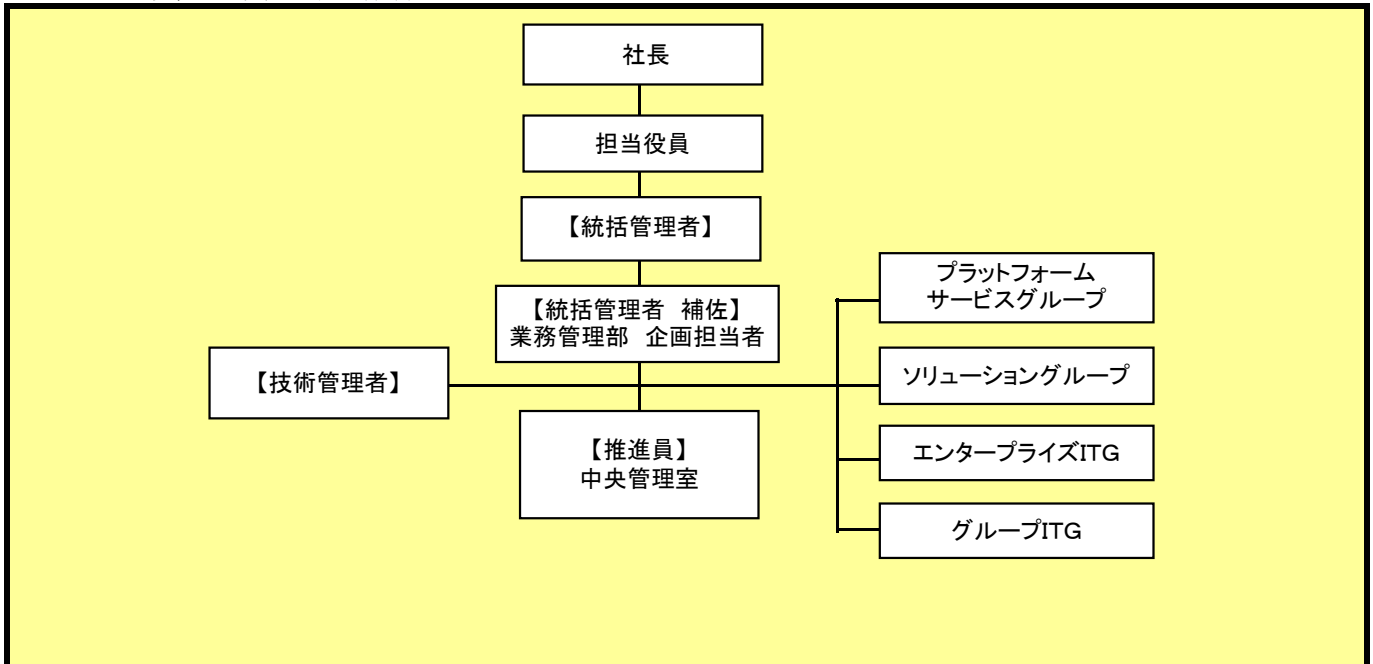 社長
担当役員
【統括管理者】
【統括管理者　補佐】
業務管理部　企画担当者
【技術管理者】
【推進員】
中央管理室
プラットフォーム
サービスグループ
ソリューショングループ
エンタープライズITG
グループITG